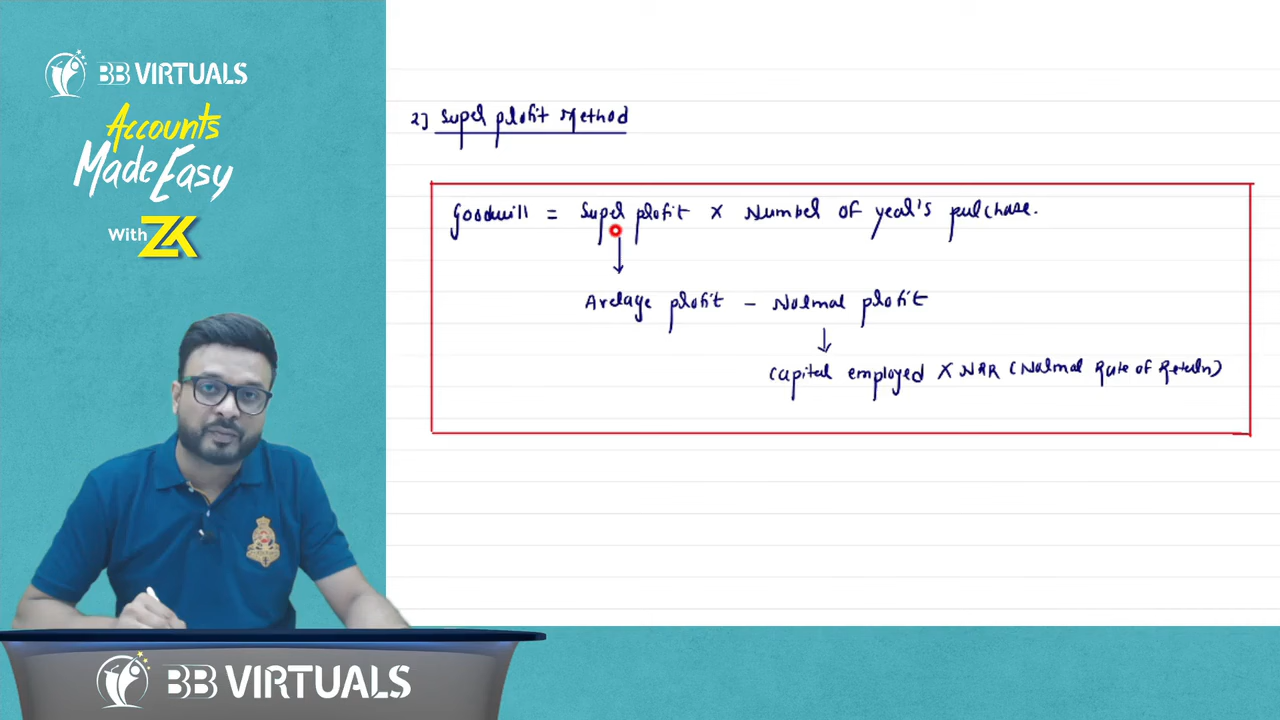 BB VIRTUALS
Accounts
Made Easy
With ZK
2] Super profit Method
Goodwill = Super profit × Number of year's purchase.
Average profit - Normal profit
Capital employed × NRR (Normal Rate of Return)
BB VIRTUALS